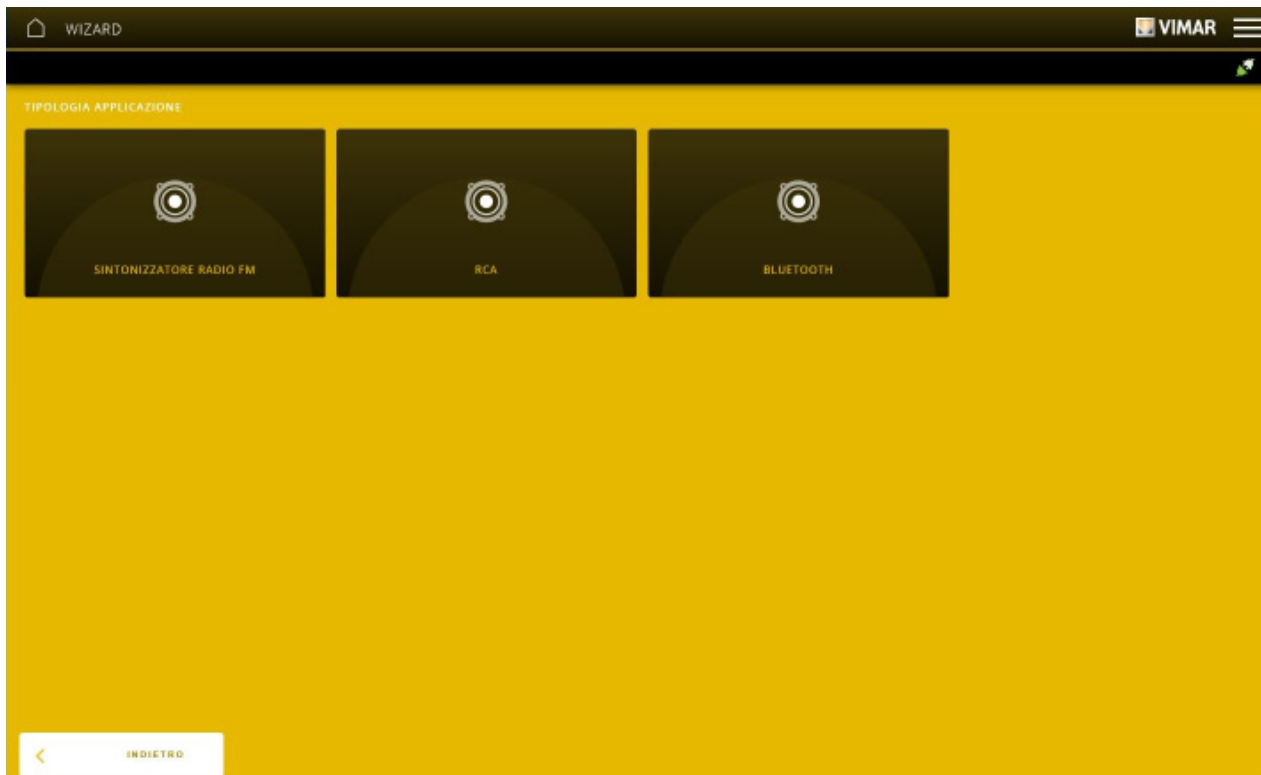 WIZARD
VIMAR
TIPOLOGIA APPLICAZIONE
SINTONIZZATORE RADIO FM
RCA
BLUETOOTH
INDIETRO